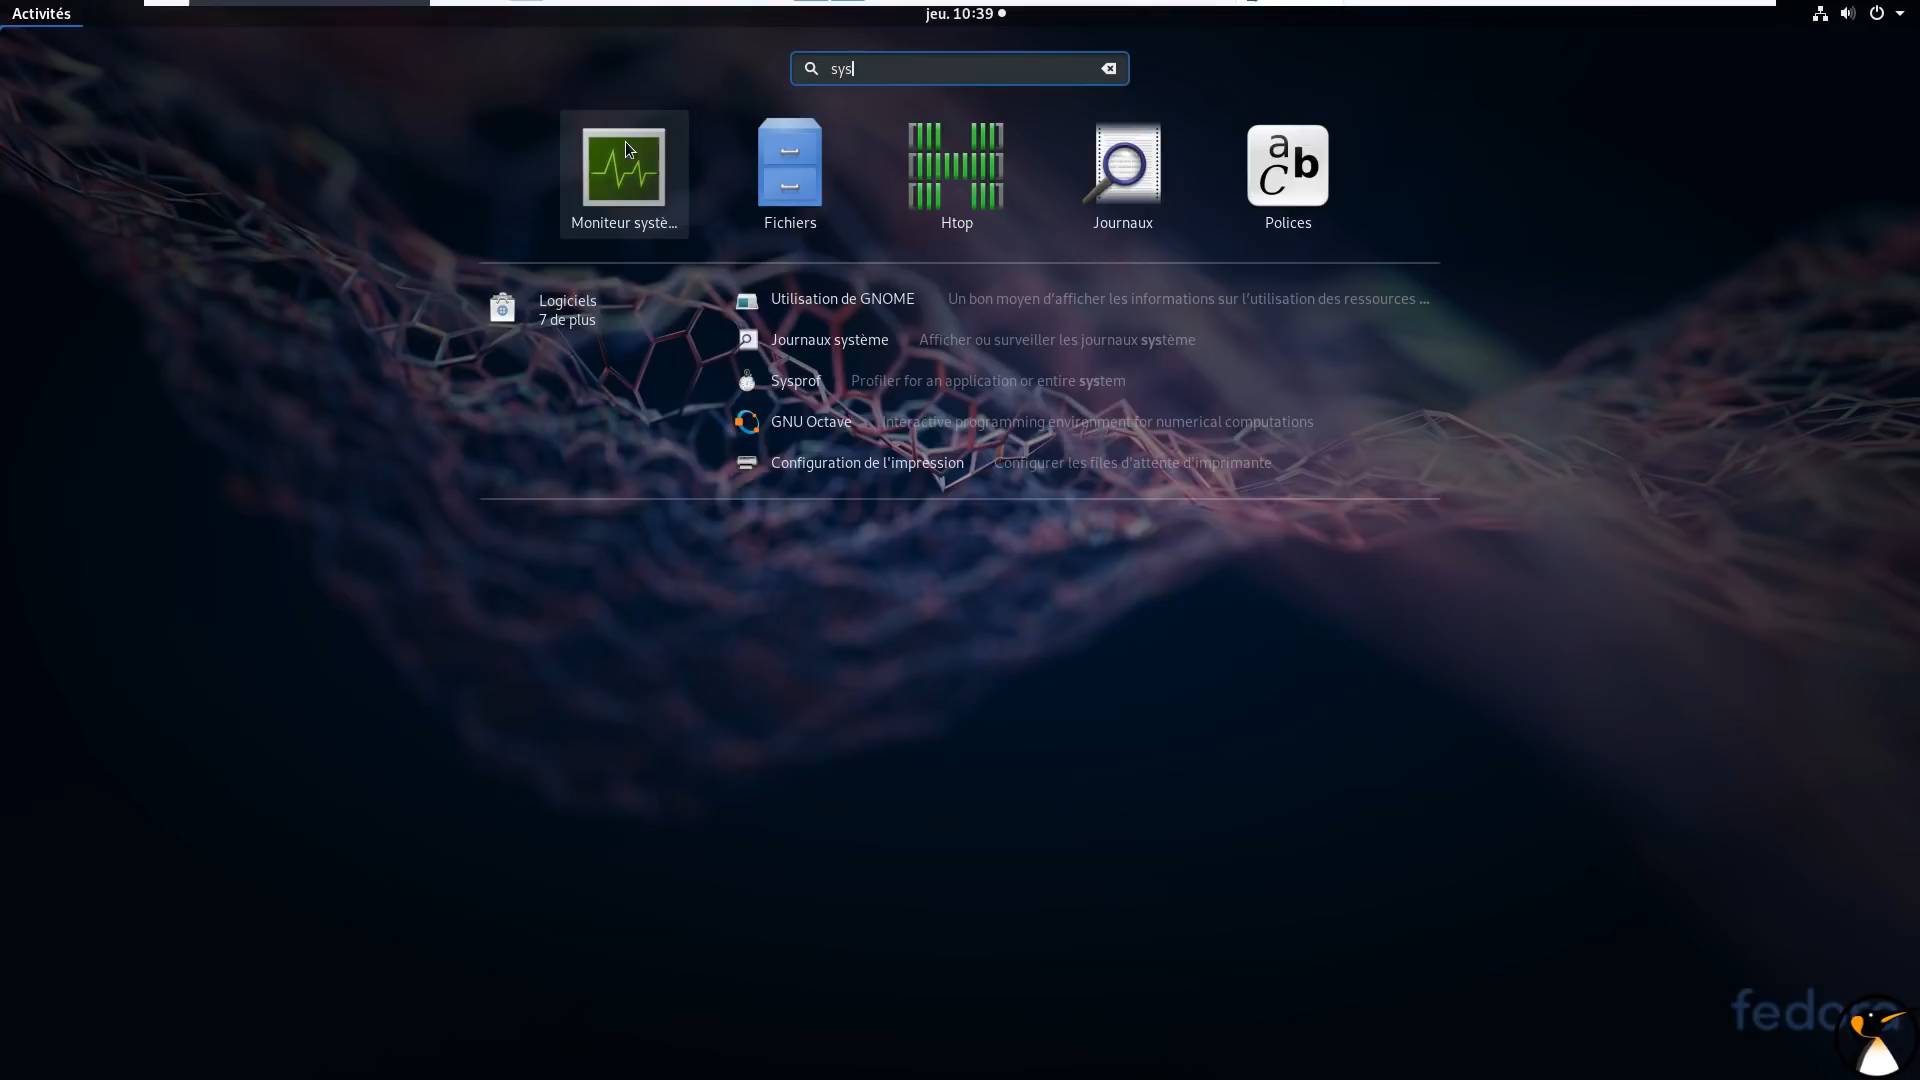 Activités
jeu. 10:39
sys
Moniteur systè…
Fichiers
Htop
Journaux
a b c
Polices
Logiciels
7 de plus
Utilisation de GNOME Un bon moyen d’afficher les informations sur l’utilisation des ressources …
Journaux système Afficher ou surveiller les journaux système
Sysprof Profiler for an application or entire system
GNU Octave Interactive programming environment for numerical computations
Configuration de l'impression Configurer les files d'attente d'imprimante
fedora